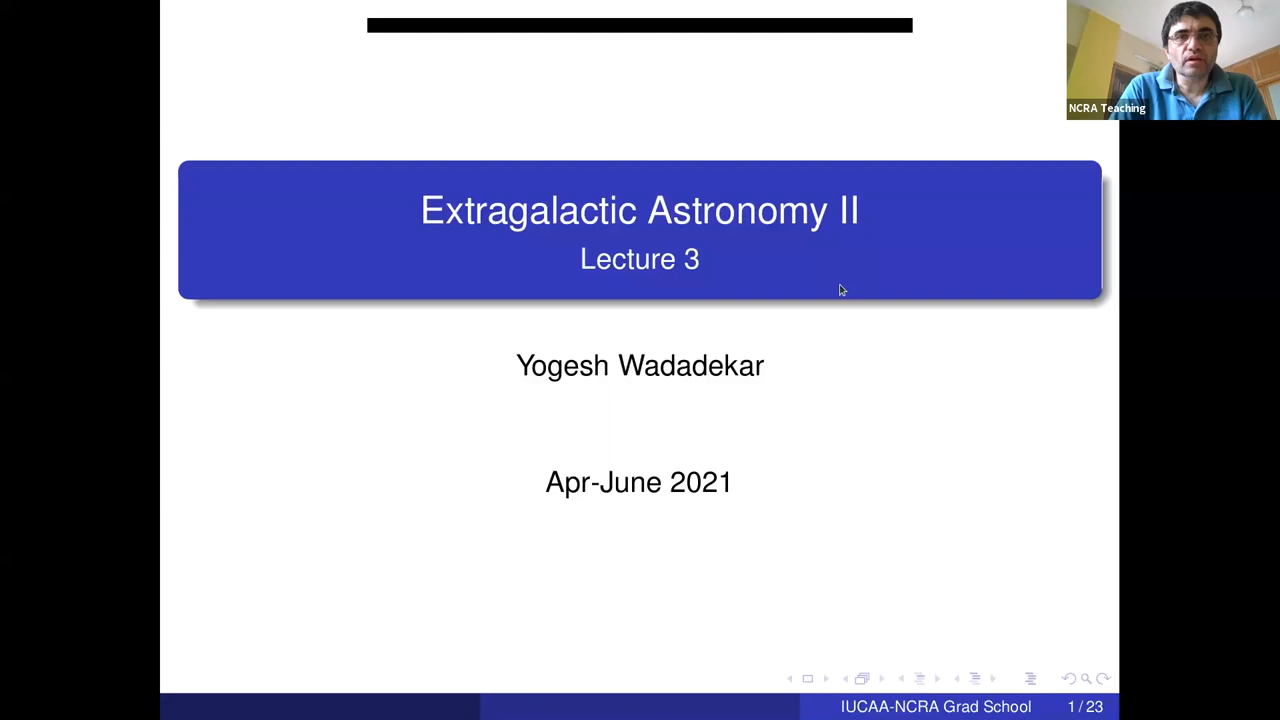 NCRA Teaching
Extragalactic Astronomy II
Lecture 3
Yogesh Wadadekar
Apr-June 2021
IUCAA-NCRA Grad School 1 / 23